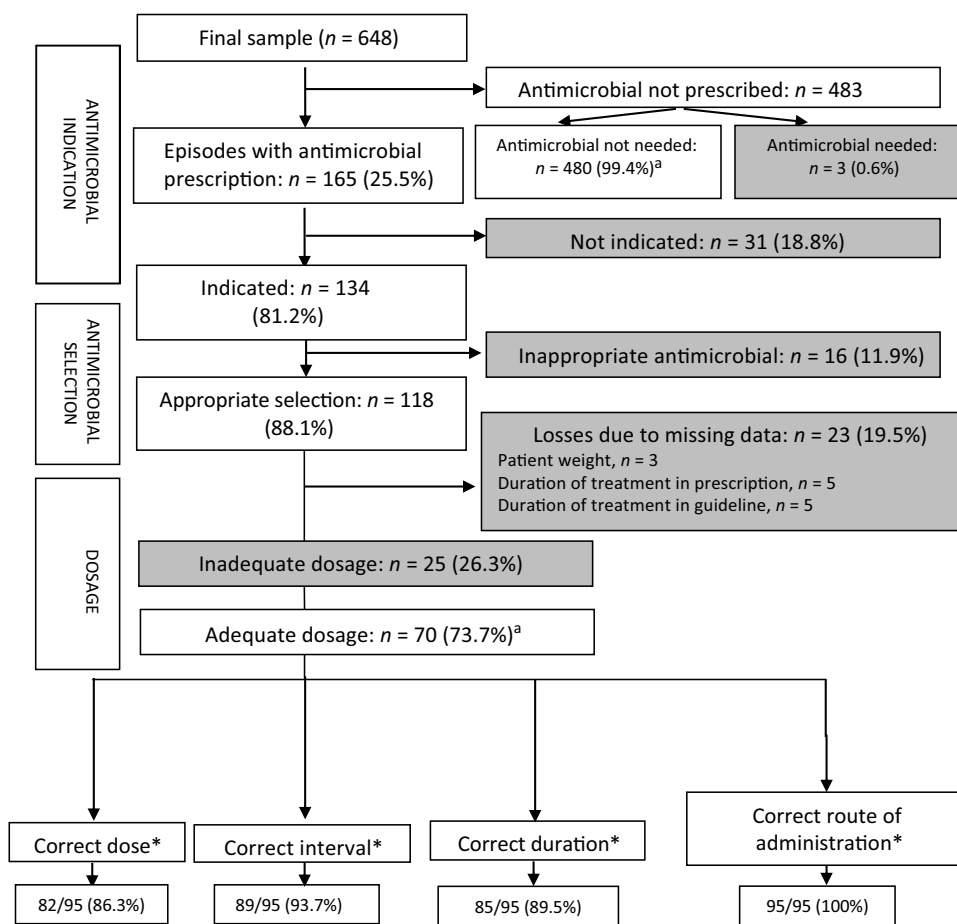 Final sample (n = 648)
Antimicrobial not prescribed: n = 483
ANTIMICROBIAL
INDICATION
Episodes with antimicrobial
prescription: n = 165 (25.5%)
Antimicrobial not needed:
n = 480 (99.4%)ᵃ
Antimicrobial needed:
n = 3 (0.6%)
Not indicated: n = 31 (18.8%)
Indicated: n = 134
(81.2%)
ANTIMICROBIAL
SELECTION
Inappropriate antimicrobial: n = 16 (11.9%)
Appropriate selection: n = 118
(88.1%)
Losses due to missing data: n = 23 (19.5%)
Patient weight, n = 3
Duration of treatment in prescription, n = 5
Duration of treatment in guideline, n = 5
DOSAGE
Inadequate dosage: n = 25 (26.3%)
Adequate dosage: n = 70 (73.7%)ᵃ
Correct dose*
Correct interval*
Correct duration*
Correct route of
administration*
82/95 (86.3%)
89/95 (93.7%)
85/95 (89.5%)
95/95 (100%)